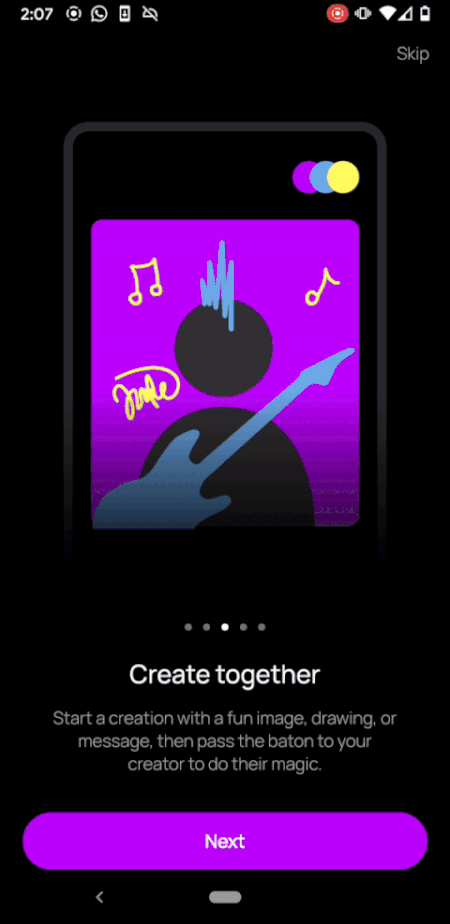 2:07
Skip
Create together
Start a creation with a fun image, drawing, or
message, then pass the baton to your
creator to do their magic.
Next